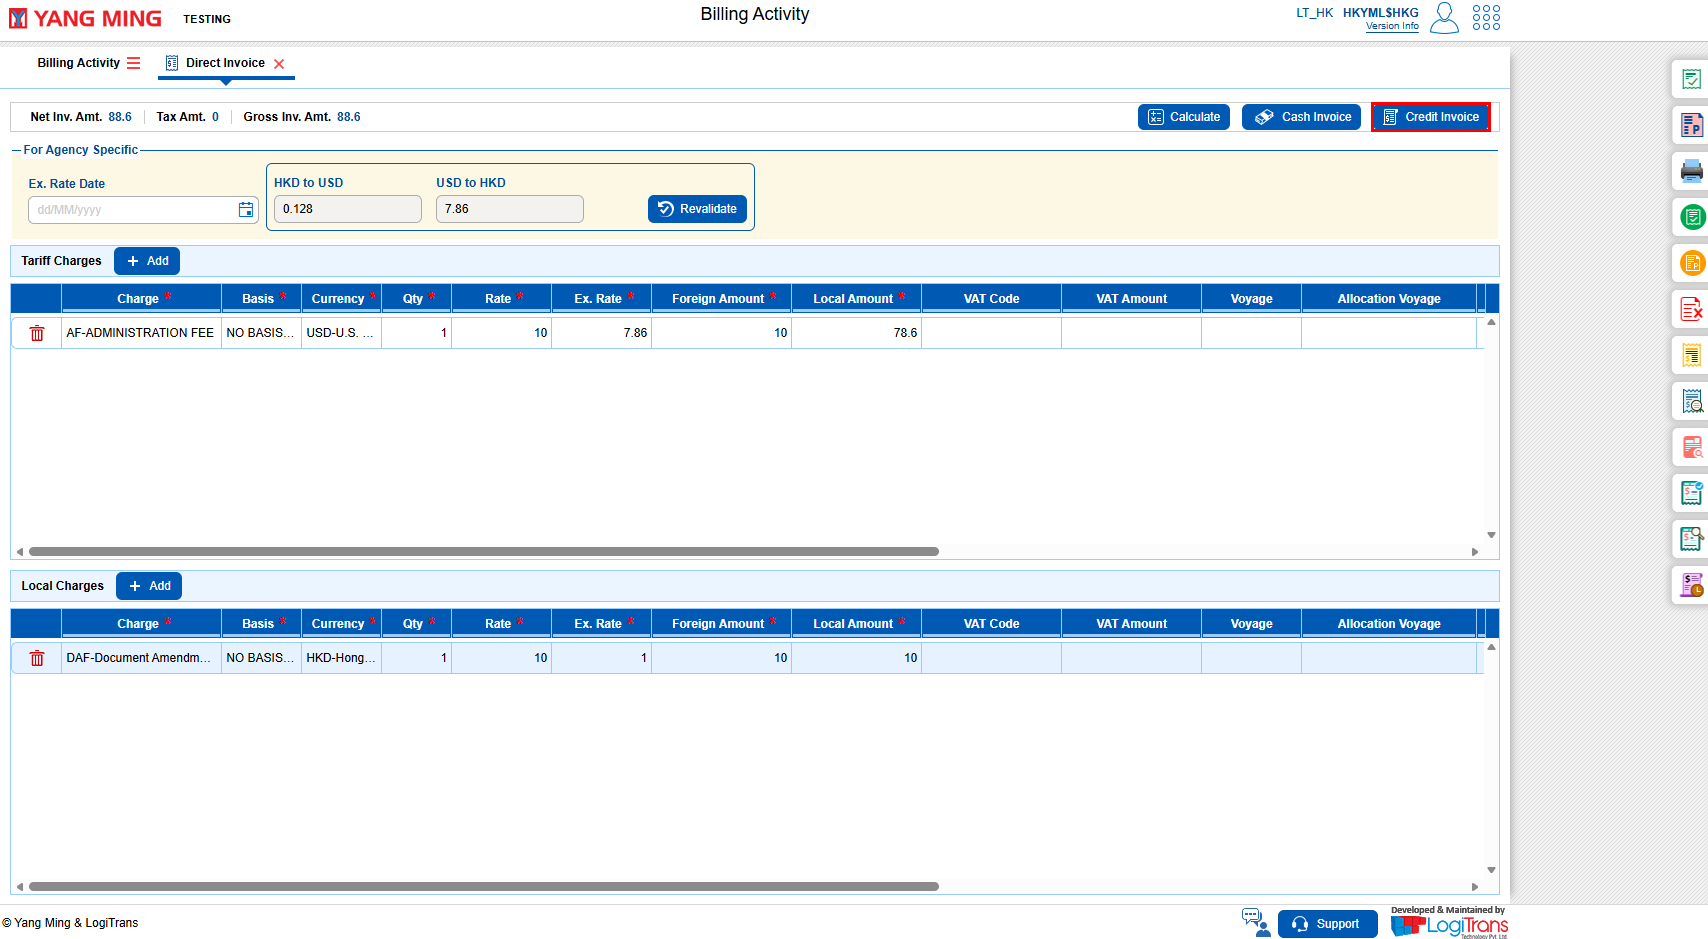 YANG MING TESTING Billing Activity LT_HK HKYML$HKG
Version Info
Billing Activity Direct Invoice
Net Inv. Amt. 88.6 Tax Amt. 0 Gross Inv. Amt. 88.6 Calculate Cash Invoice Credit Invoice
For Agency Specific
Ex. Rate Date HKD to USD USD to HKD
dd/MM/yyyy 0.128 7.86 Revalidate
Tariff Charges + Add
Charge * Basis * Currency * Qty * Rate * Ex. Rate * Foreign Amount * Local Amount * VAT Code VAT Amount Voyage Allocation Voyage
AF-ADMINISTRATION FEE NO BASIS... USD-U.S. ... 1 10 7.86 10 78.6
Local Charges + Add
Charge * Basis * Currency * Qty * Rate * Ex. Rate * Foreign Amount * Local Amount * VAT Code VAT Amount Voyage Allocation Voyage
DAF-Document Amendm... NO BASIS... HKD-Hong... 1 10 1 10 10
© Yang Ming & LogiTrans Support Developed & Maintained by
LogiTrans
Technology Pvt. Ltd.